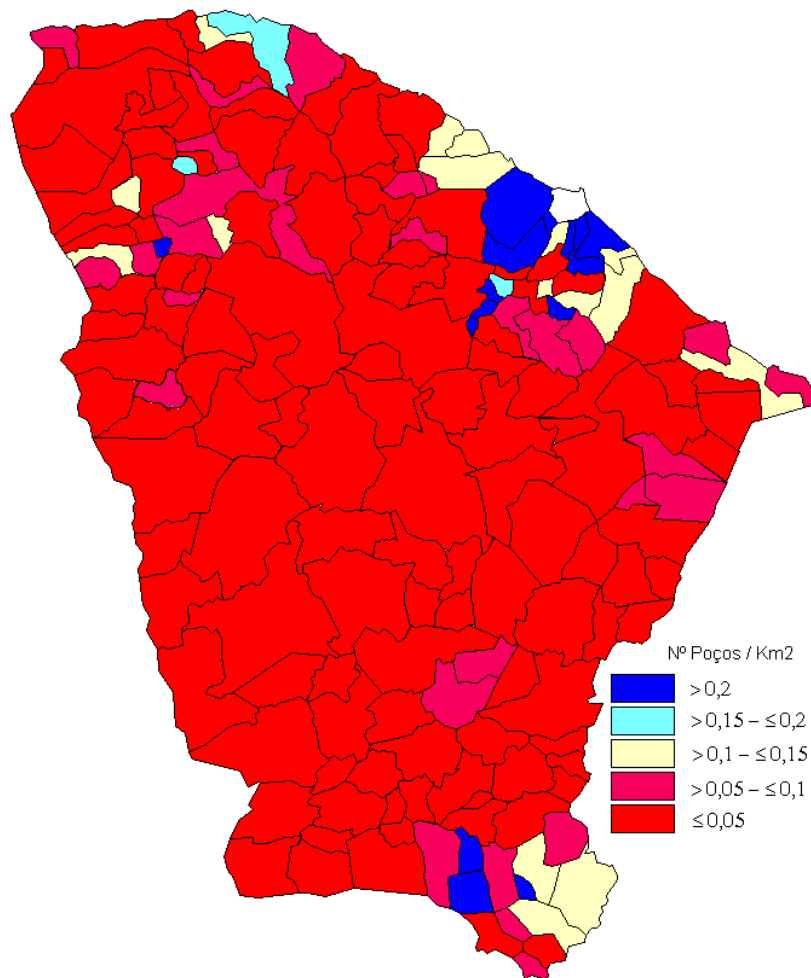 Nº Poços / Km2
>0,2
>0,15 – ≤0,2
>0,1 – ≤0,15
>0,05 – ≤0,1
≤0,05